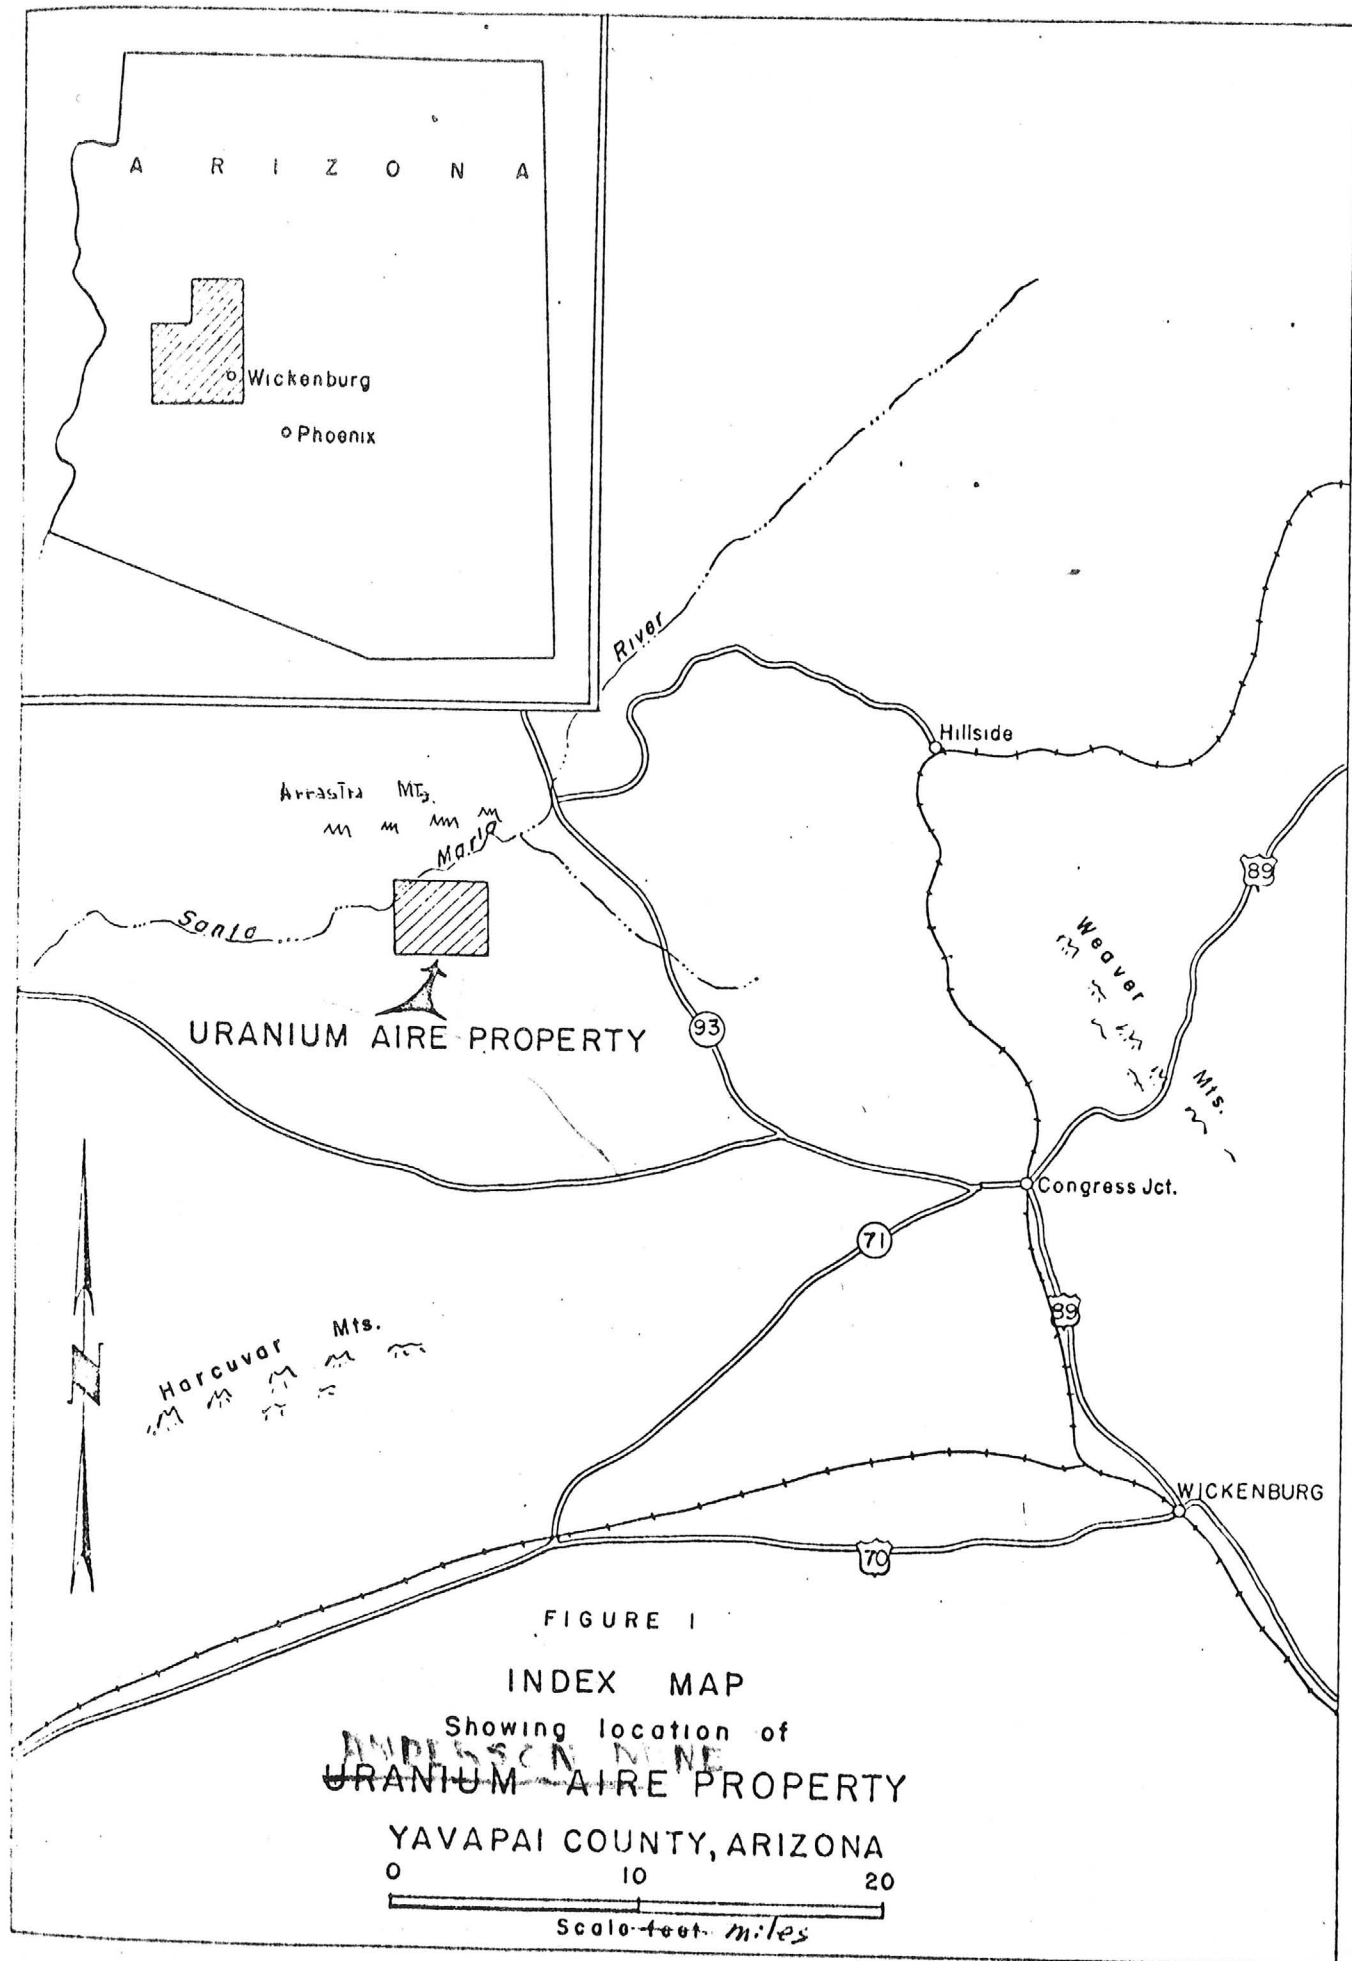 A R I Z O N A
Wickenburg
Phoenix
River
Hillside
Arrastra Mts.
Maria
Santa
89
Weaver
Mts.
URANIUM AIRE PROPERTY
93
Congress Jct.
71
89
N
Harcuvar Mts.
WICKENBURG
70
FIGURE 1
INDEX MAP
Showing location of
ANDERSON MINE
URANIUM AIRE PROPERTY
YAVAPAI COUNTY, ARIZONA
0 10 20
Scale feet miles